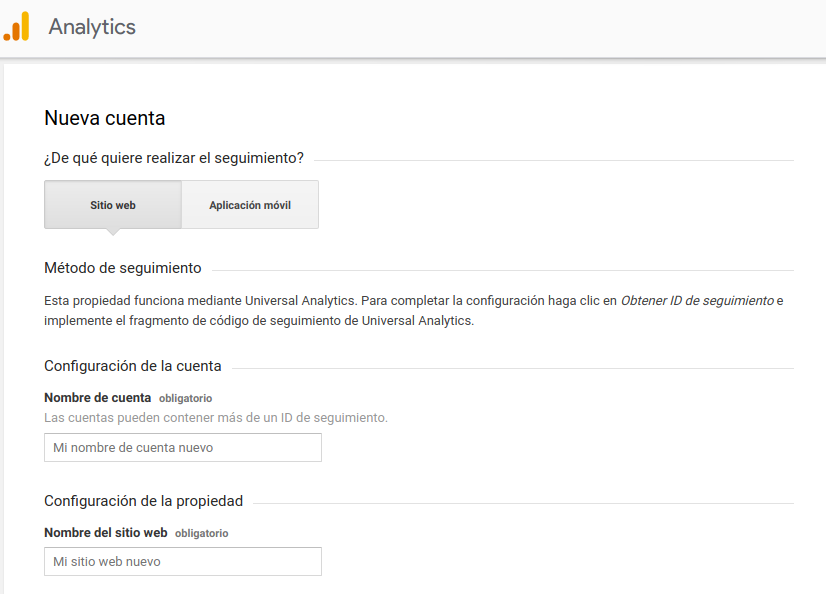 Analytics
Nueva cuenta
¿De qué quiere realizar el seguimiento?
Sitio web
Aplicación móvil
Método de seguimiento
Esta propiedad funciona mediante Universal Analytics. Para completar la configuración haga clic en Obtener ID de seguimiento e
implemente el fragmento de código de seguimiento de Universal Analytics.
Configuración de la cuenta
Nombre de cuenta obligatorio
Las cuentas pueden contener más de un ID de seguimiento.
Mi nombre de cuenta nuevo
Configuración de la propiedad
Nombre del sitio web obligatorio
Mi sitio web nuevo